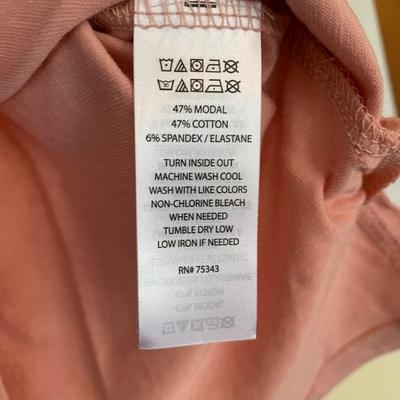 47% MODAL
47% COTTON
6% SPANDEX / ELASTANE
TURN INSIDE OUT
MACHINE WASH COOL
WASH WITH LIKE COLORS
NON-CHLORINE BLEACH
WHEN NEEDED
TUMBLE DRY LOW
LOW IRON IF NEEDED
RN# 75343